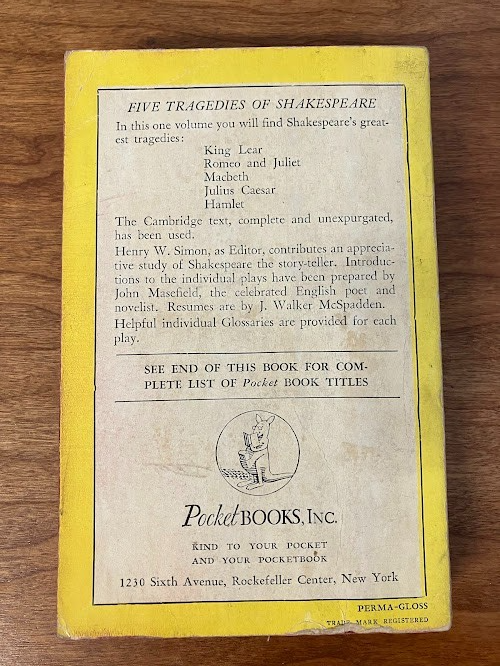 FIVE TRAGEDIES OF SHAKESPEARE
In this one volume you will find Shakespeare's great-
est tragedies:
King Lear
Romeo and Juliet
Macbeth
Julius Caesar
Hamlet
The Cambridge text, complete and unexpurgated,
has been used.
Henry W. Simon, as Editor, contributes an apprecia-
tive study of Shakespeare the story-teller. Introduc-
tions to the individual plays have been prepared by
John Masefield, the celebrated English poet and
novelist. Resumes are by J. Walker McSpadden.
Helpful individual Glossaries are provided for each
play.
SEE END OF THIS BOOK FOR COM-
PLETE LIST OF Pocket BOOK TITLES
Pocket BOOKS, INC.
KIND TO YOUR POCKET
AND YOUR POCKETBOOK
1230 Sixth Avenue, Rockefeller Center, New York
PERMA-GLOSS
TRADE MARK REGISTERED